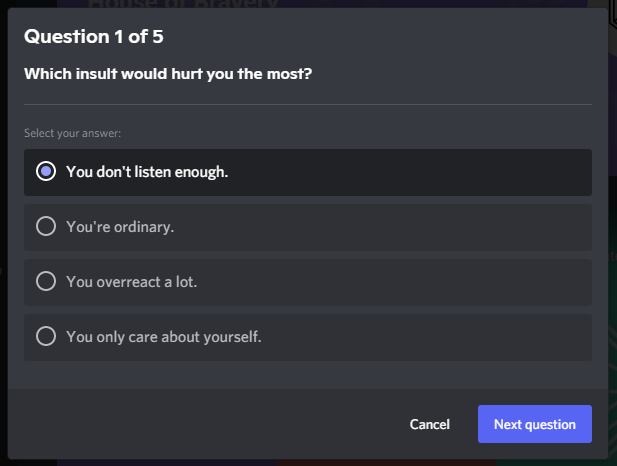 House of Bravery
Question 1 of 5
Which insult would hurt you the most?
Select your answer:
You don't listen enough.
You're ordinary.
You overreact a lot.
You only care about yourself.
Cancel
Next question